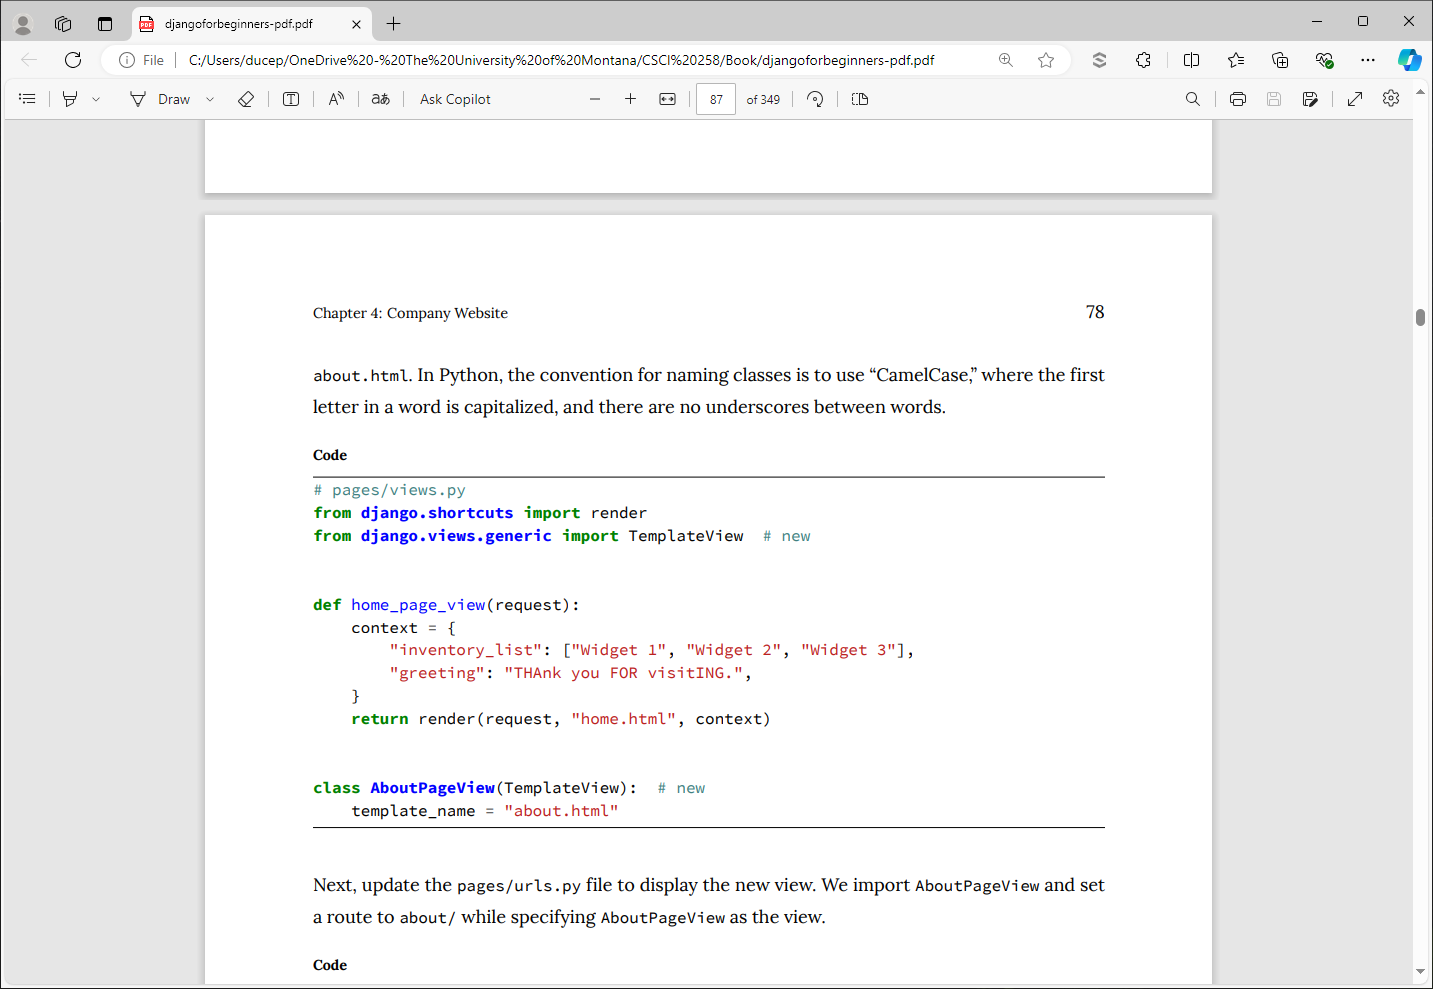 djangoforbeginners-pdf.pdf
File
C:/Users/ducep/OneDrive%20-%20The%20University%20of%20Montana/CSCI%20258/Book/djangoforbeginners-pdf.pdf
Draw
Ask Copilot
87 of 349
Chapter 4: Company Website
78
about.html. In Python, the convention for naming classes is to use “CamelCase,” where the first
letter in a word is capitalized, and there are no underscores between words.
Code
# pages/views.py
from django.shortcuts import render
from django.views.generic import TemplateView  # new
def home_page_view(request):
    context = {
        "inventory_list": ["Widget 1", "Widget 2", "Widget 3"],
        "greeting": "THAnk you FOR visitING.",
    }
    return render(request, "home.html", context)
class AboutPageView(TemplateView):  # new
    template_name = "about.html"
Next, update the pages/urls.py file to display the new view. We import AboutPageView and set
a route to about/ while specifying AboutPageView as the view.
Code